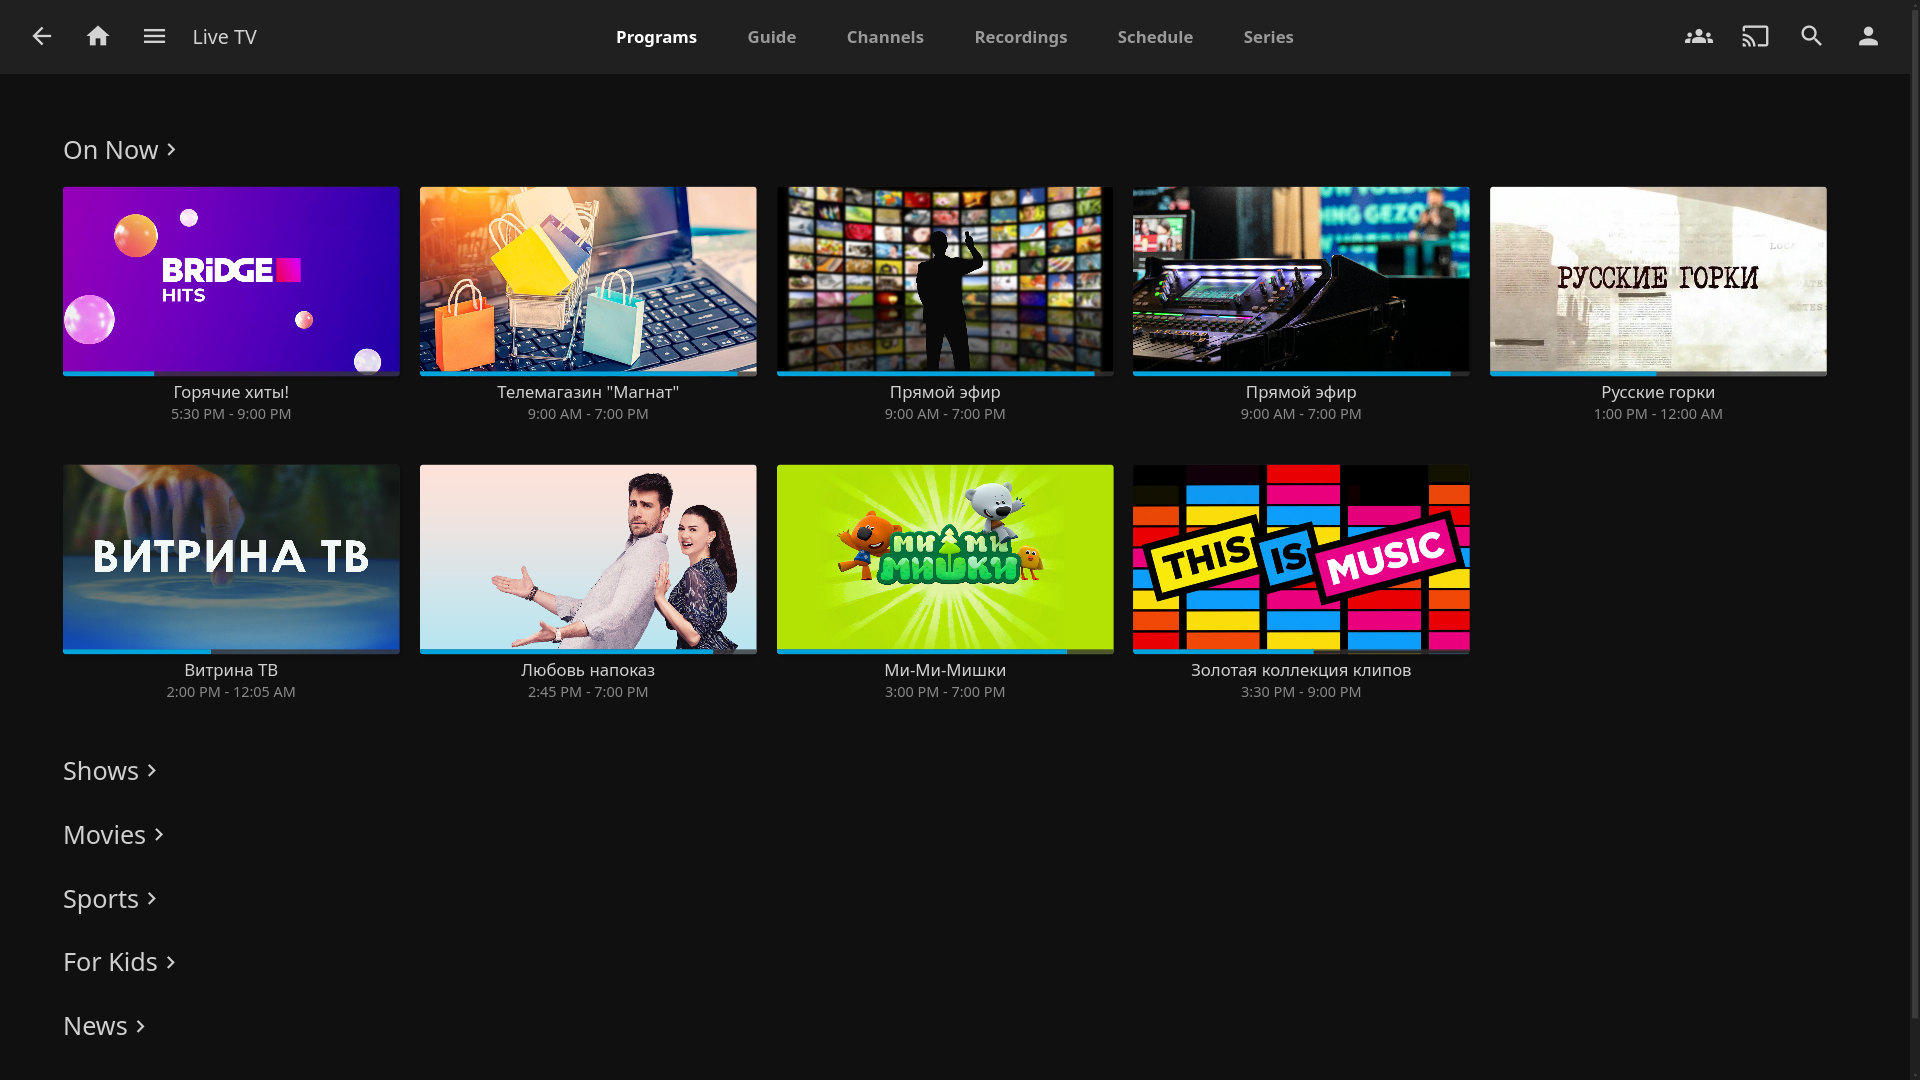 Live TV
Programs
Guide
Channels
Recordings
Schedule
Series
On Now
BRiDGE
HITS
NG GEZO
РУССКИЕ ГОРКИ
NOTES
Горячие хиты!
Телемагазин "Магнат"
Прямой эфир
Прямой эфир
Русские горки
5:30 PM - 9:00 PM
9:00 AM - 7:00 PM
9:00 AM - 7:00 PM
9:00 AM - 7:00 PM
1:00 PM - 12:00 AM
ВИТРИНА ТВ
МИ МИ
МИШКИ
THIS IS MUSIC
Витрина ТВ
Любовь напоказ
Ми-Ми-Мишки
Золотая коллекция клипов
2:00 PM - 12:05 AM
2:45 PM - 7:00 PM
3:00 PM - 7:00 PM
3:30 PM - 9:00 PM
Shows
Movies
Sports
For Kids
News